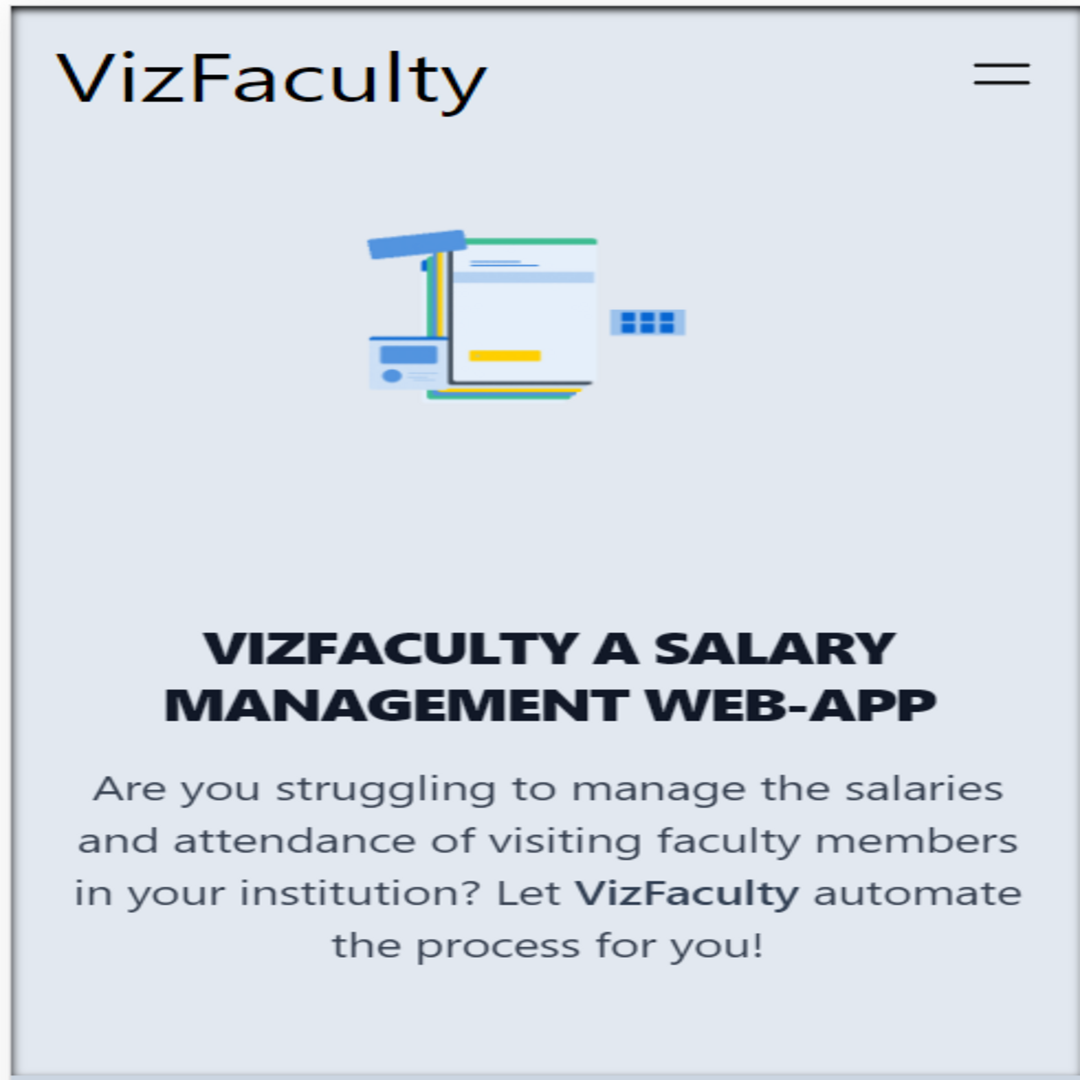 VizFaculty
VIZFACULTY A SALARY
MANAGEMENT WEB-APP
Are you struggling to manage the salaries
and attendance of visiting faculty members
in your institution? Let VizFaculty automate
the process for you!